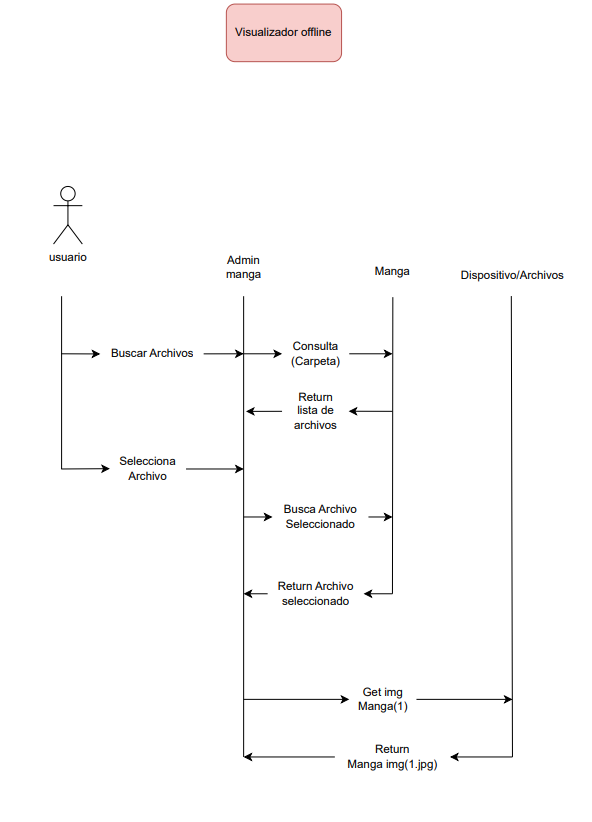 Visualizador offline
usuario
Admin
manga
Manga
Dispositivo/Archivos
Buscar Archivos
Consulta
(Carpeta)
Return
lista de
archivos
Selecciona
Archivo
Busca Archivo
Seleccionado
Return Archivo
seleccionado
Get img
Manga(1)
Return
Manga img(1.jpg)